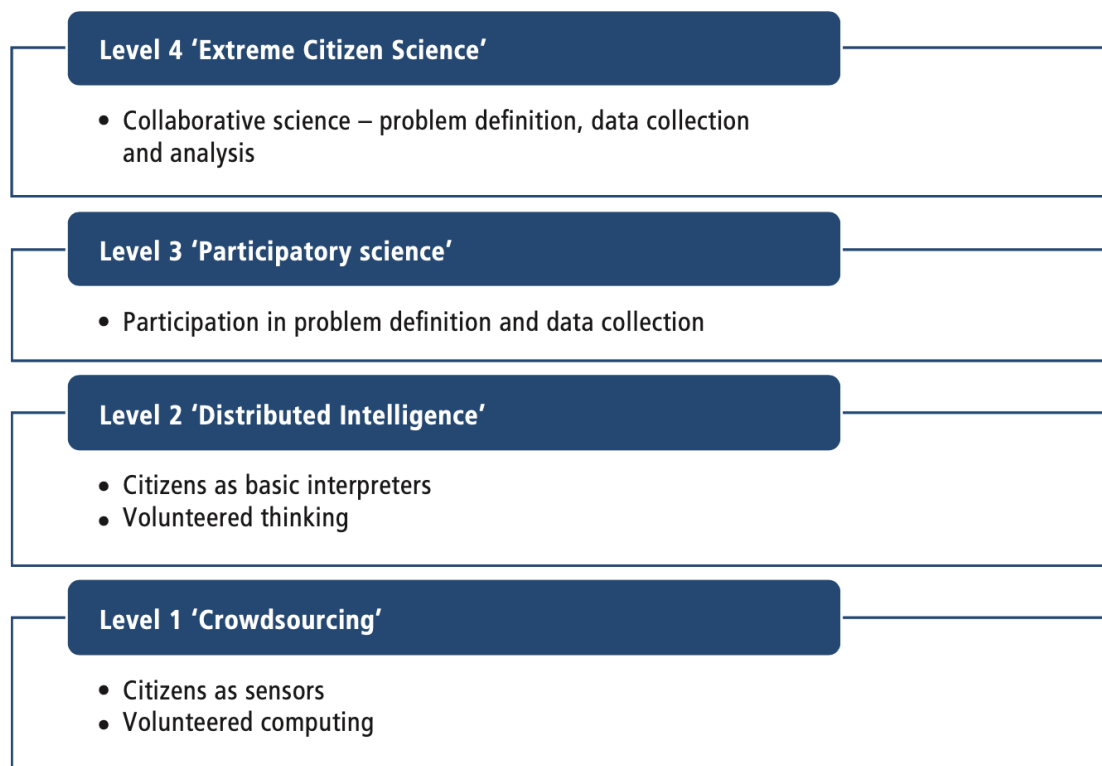 Level 4 ‘Extreme Citizen Science’
• Collaborative science – problem definition, data collection
and analysis
Level 3 ‘Participatory science’
• Participation in problem definition and data collection
Level 2 ‘Distributed Intelligence’
• Citizens as basic interpreters
• Volunteered thinking
Level 1 ‘Crowdsourcing’
• Citizens as sensors
• Volunteered computing